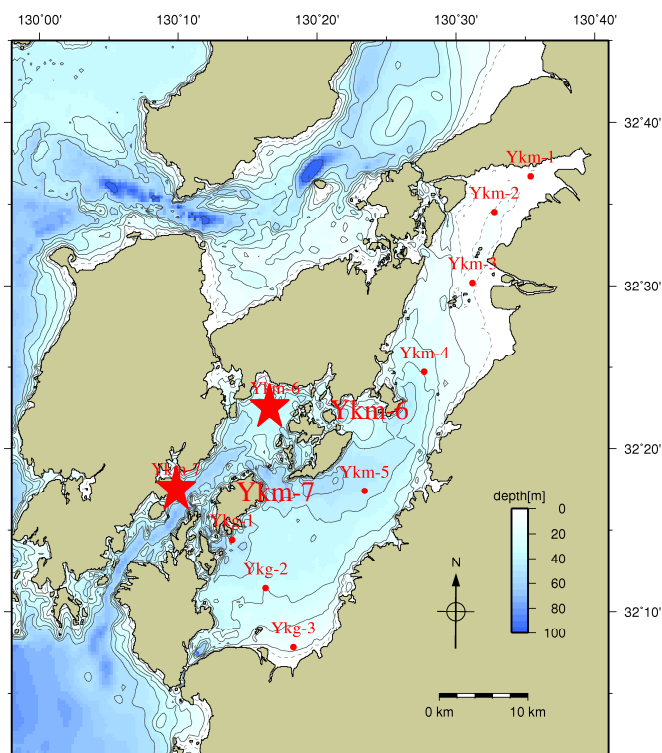 130˚00' 130˚10' 130˚20' 130˚30' 130˚40'
32˚40'
Ykm-1
Ykm-2
Ykm-3
32˚30'
Ykm-4
Ykm-6
Ykm-6
32˚20'
Ykm-7
Ykm-5
Ykm-7
Ykg-1
depth[m]
0
20
40
60
80
100
Ykg-2
N
32˚10'
Ykg-3
0 km 10 km